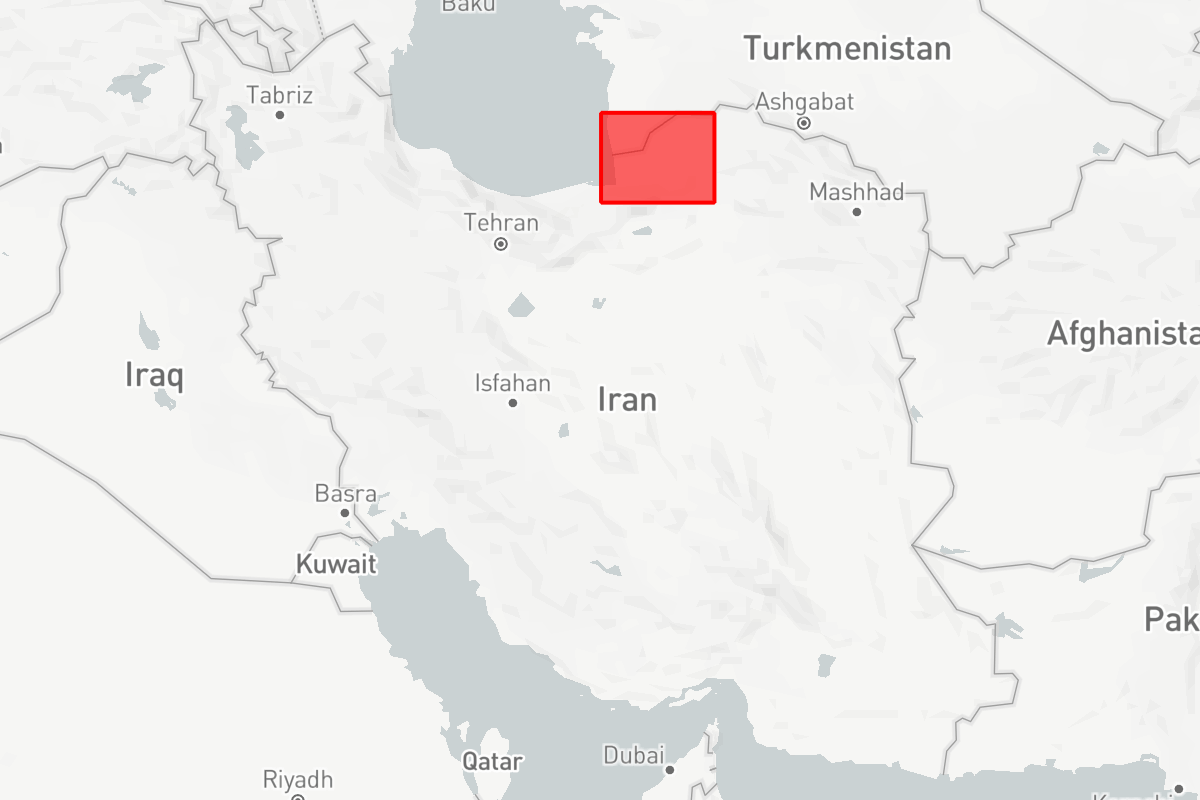 Baku
Turkmenistan
Tabriz
Ashgabat
Mashhad
Tehran
Afghanista
Iraq
Isfahan
Iran
Basra
Kuwait
Pak
Qatar
Dubai
Riyadh